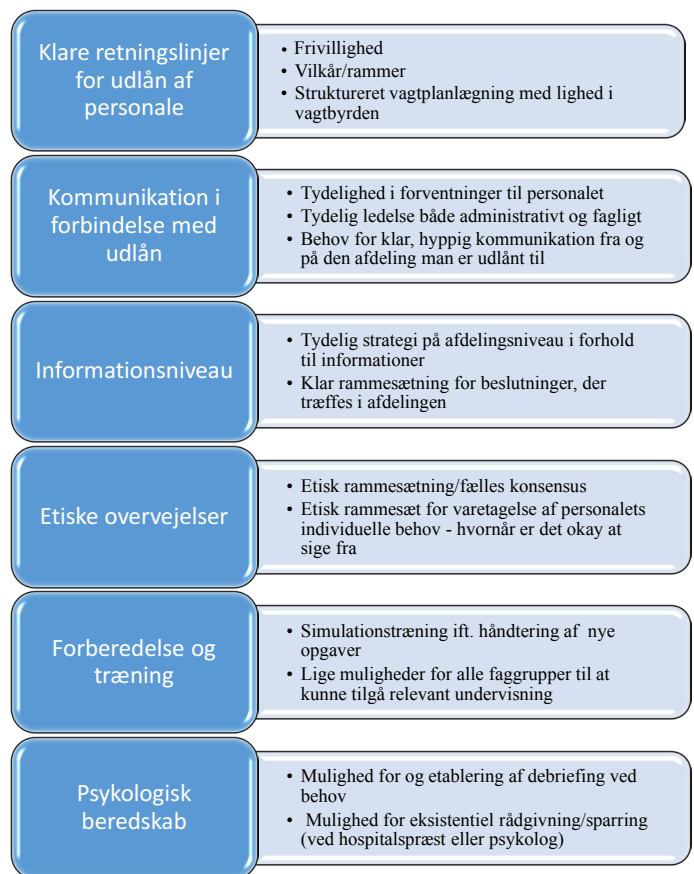 Klare retningslinjer
for udlån af
personale
• Frivillighed
• Vilkår/rammer
• Struktureret vagtplanlægning med lighed i
vagtbyrden
Kommunikation i
forbindelse med
udlån
• Tydelighed i forventninger til personalet
• Tydelig ledelse både administrativt og fagligt
• Behov for klar, hyppig kommunikation fra og
på den afdeling man er udlånt til
Informationsniveau
• Tydelig strategi på afdelingsniveau i forhold
til informationer
• Klar rammesætning for beslutninger, der
træffes i afdelingen
Etiske overvejelser
• Etisk rammesætning/fælles konsensus
• Etisk rammesæt for varetagelse af personalets
individuelle behov - hvornår er det okay at
sige fra
Forberedelse og
træning
• Simulationstræning ift. håndtering af nye
opgaver
• Lige muligheder for alle faggrupper til at
kunne tilgå relevant undervisning
Psykologisk
beredskab
• Mulighed for og etablering af debriefing ved
behov
• Mulighed for eksistentiel rådgivning/sparring
(ved hospitalspræst eller psykolog)